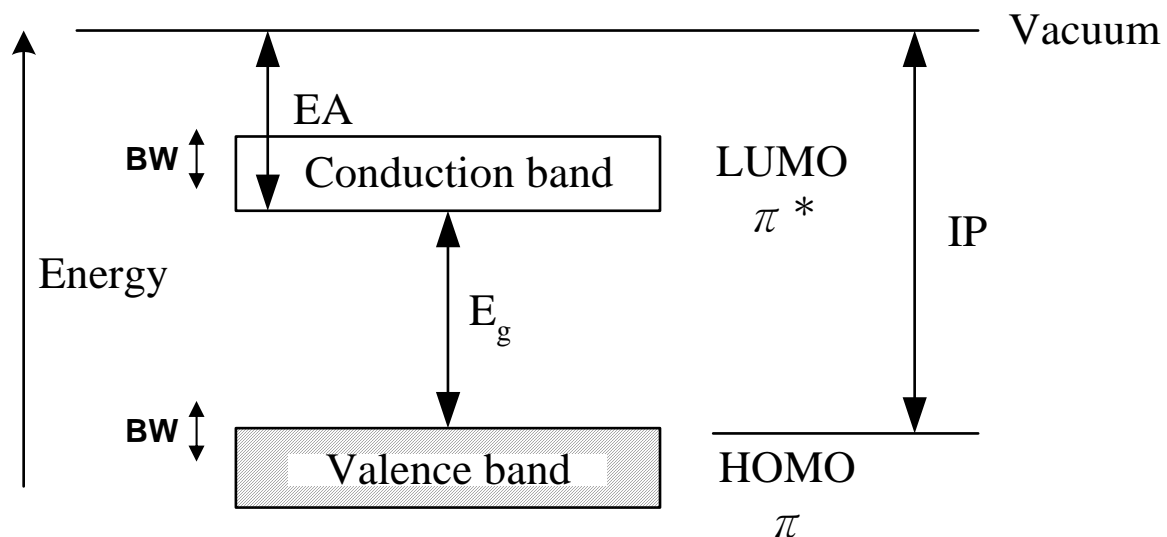 Vacuum
EA
BW
Conduction band
LUMO
π *
IP
Energy
E_g
BW
Valence band
HOMO
π